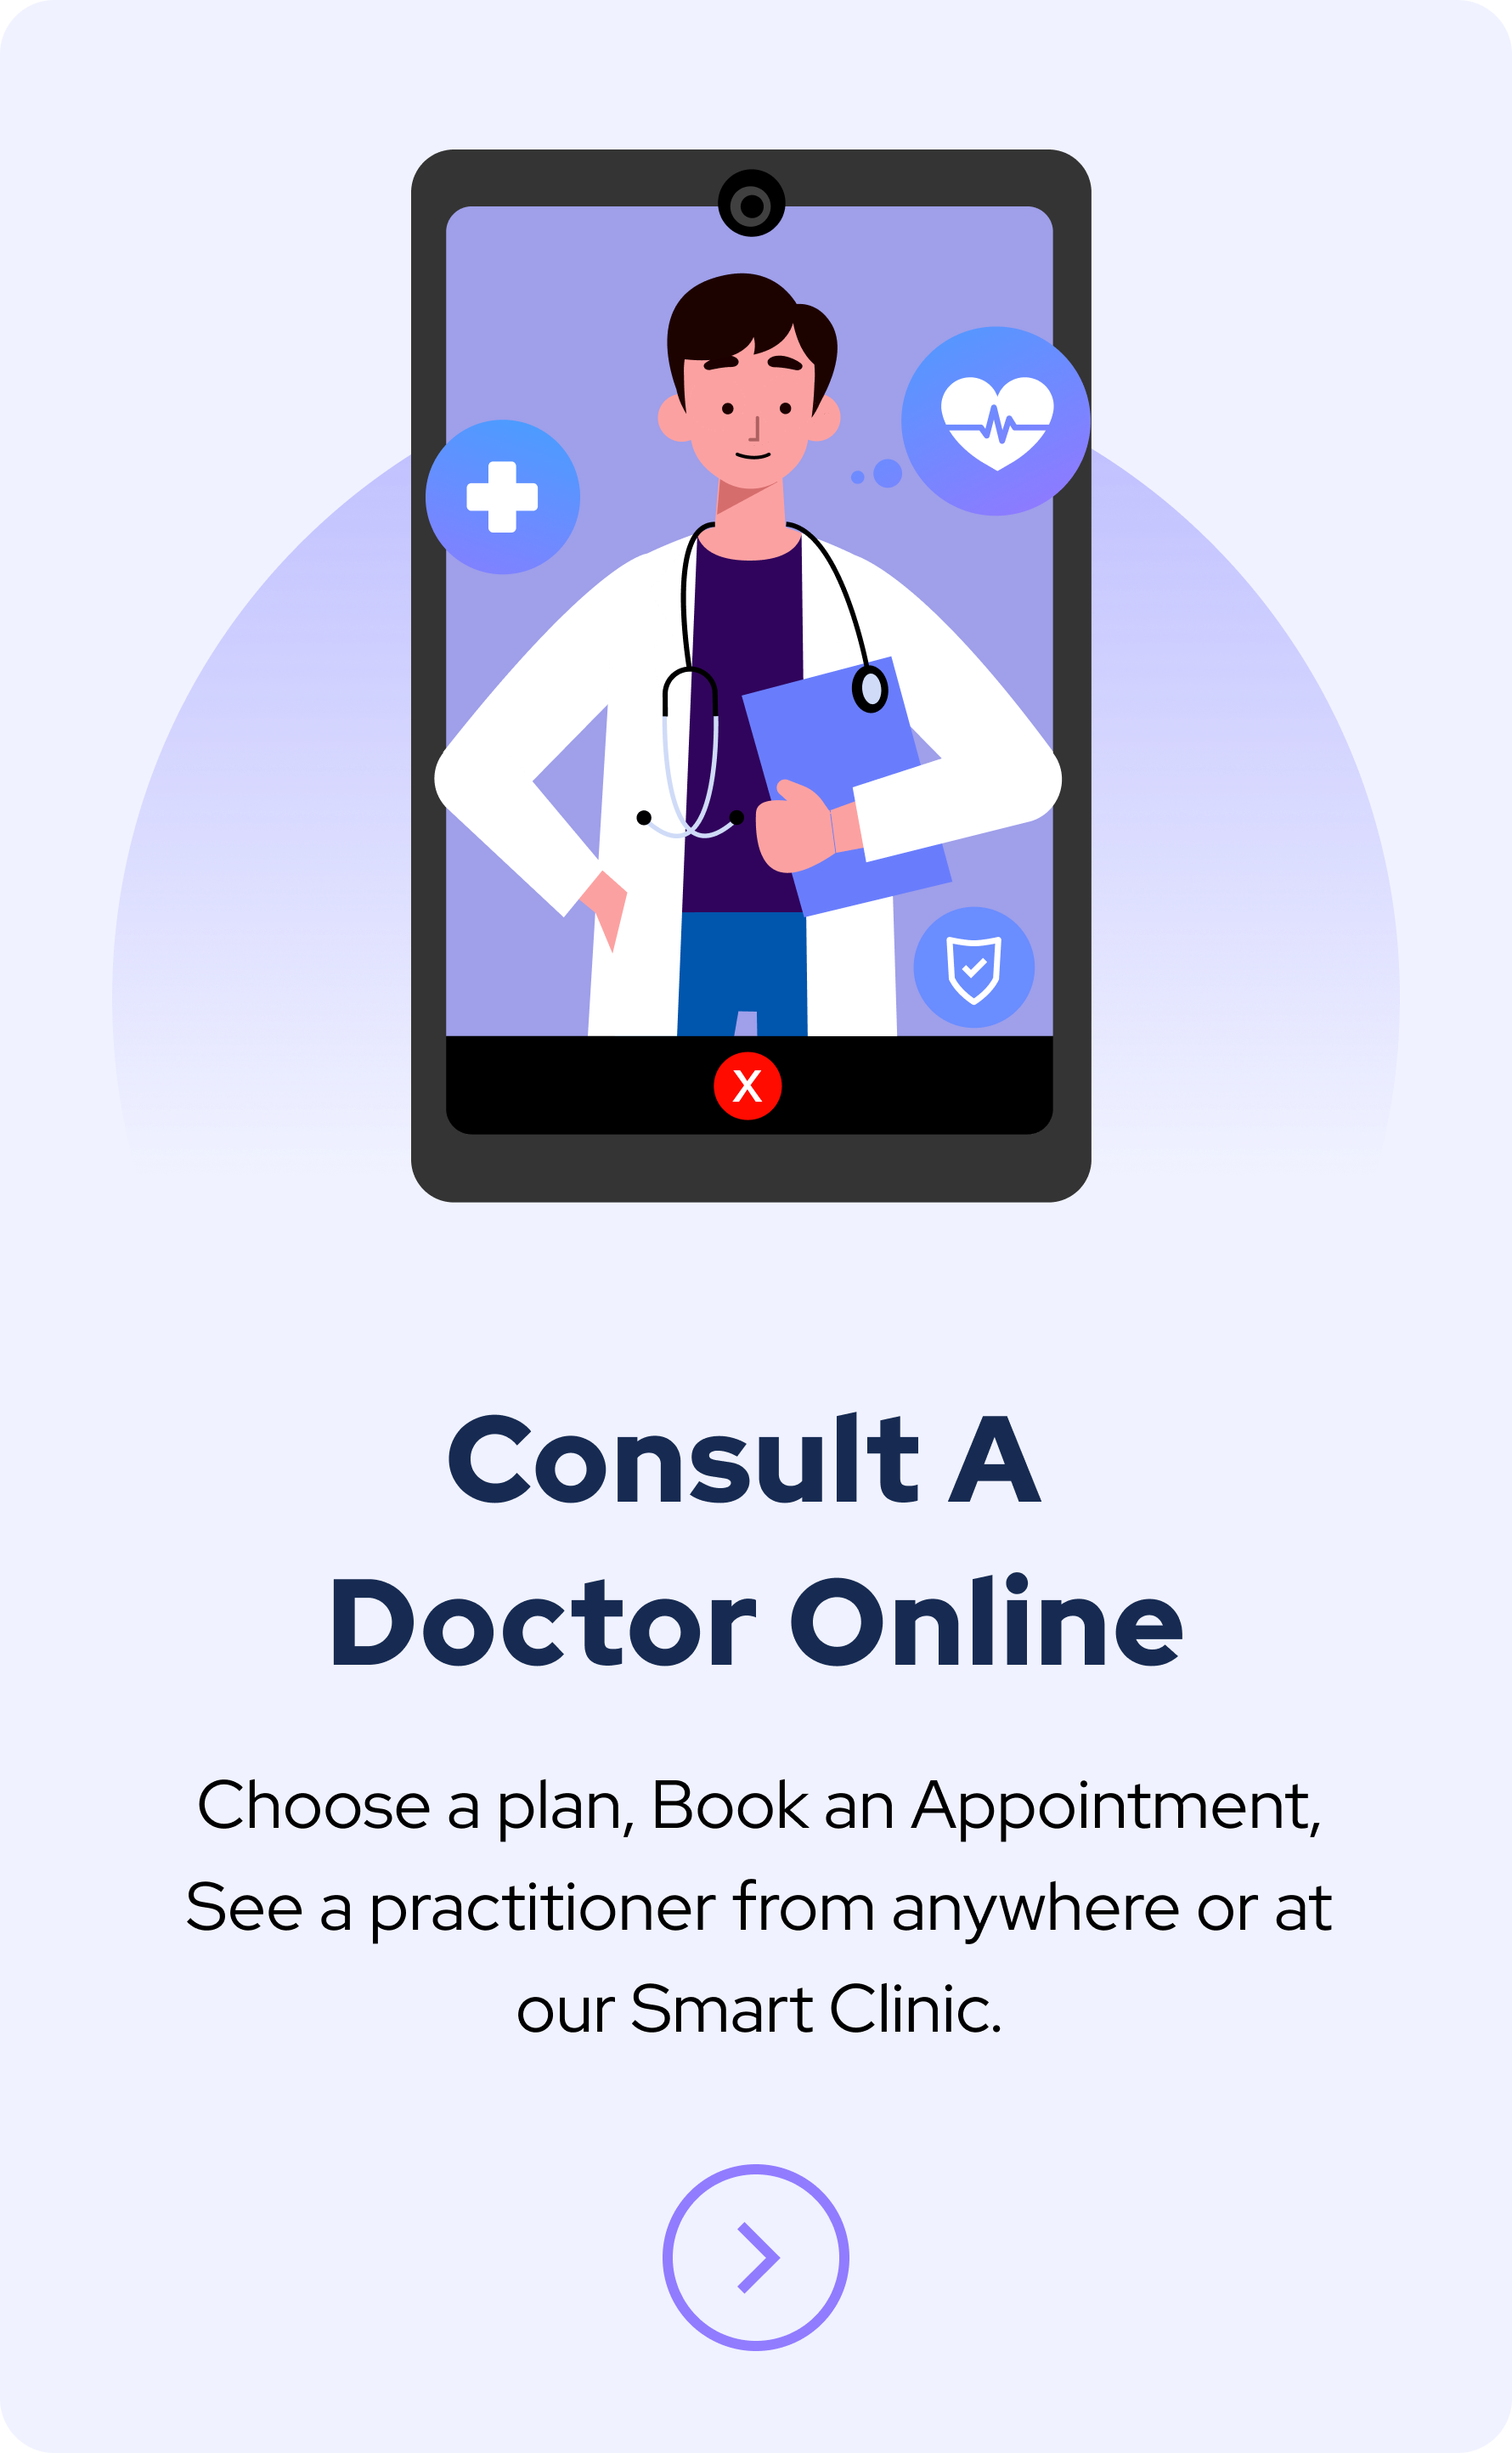 X
Consult A
Doctor Online
Choose a plan, Book an Appointment,
See a practitioner from anywhere or at
our Smart Clinic.